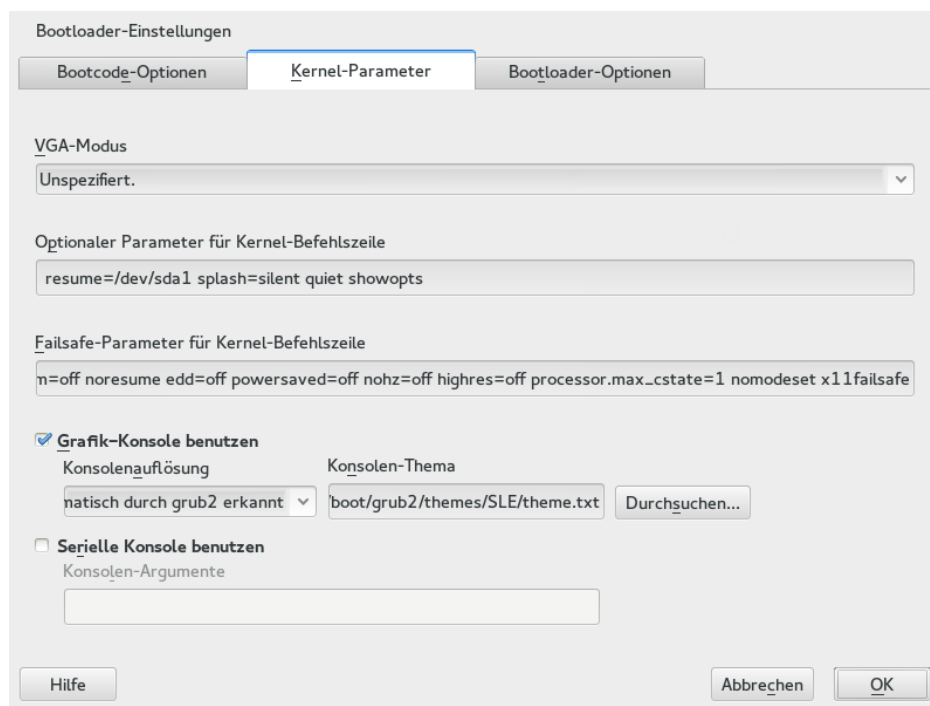 Bootloader-Einstellungen
Bootcode-Optionen Kernel-Parameter Bootloader-Optionen
VGA-Modus
Unspezifiert.
Optionaler Parameter für Kernel-Befehlszeile
resume=/dev/sda1 splash=silent quiet showopts
Failsafe-Parameter für Kernel-Befehlszeile
m=off noresume edd=off powersaved=off nohz=off highres=off processor.max_cstate=1 nomodeset x11failsafe
Grafik-Konsole benutzen
Konsolenauflösung Konsolen-Thema
matisch durch grub2 erkannt /boot/grub2/themes/SLE/theme.txt Durchsuchen...
Serielle Konsole benutzen
Konsolen-Argumente
Hilfe Abbrechen OK